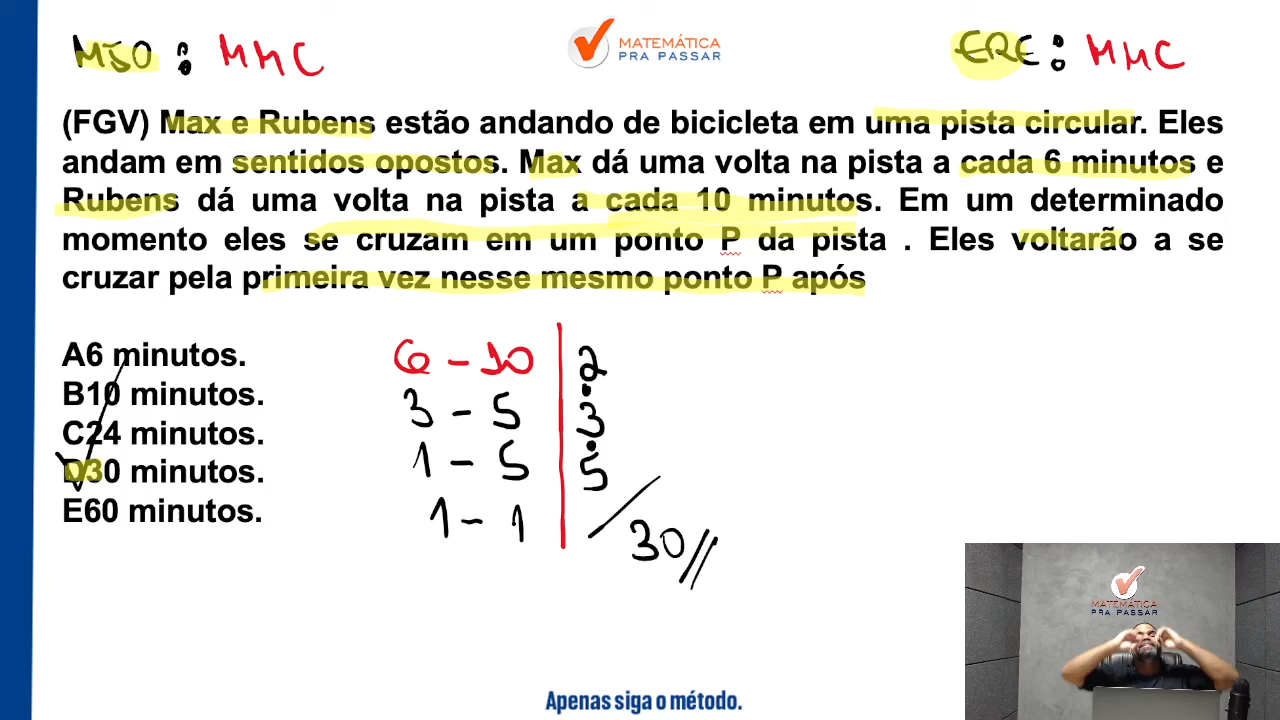 MJO : MMC
MATEMÁTICA
PRA PASSAR
ERE : MMC
(FGV) Max e Rubens estão andando de bicicleta em uma pista circular. Eles
andam em sentidos opostos. Max dá uma volta na pista a cada 6 minutos e
Rubens dá uma volta na pista a cada 10 minutos. Em um determinado
momento eles se cruzam em um ponto P da pista . Eles voltarão a se
cruzar pela primeira vez nesse mesmo ponto P após
A6 minutos.
B10 minutos.
C24 minutos.
D30 minutos.
E60 minutos.
6 - 10 2
3 - 5 3
1 - 5 5
1 - 1
30
MATEMÁTICA
PRA PASSAR
Apenas siga o método.